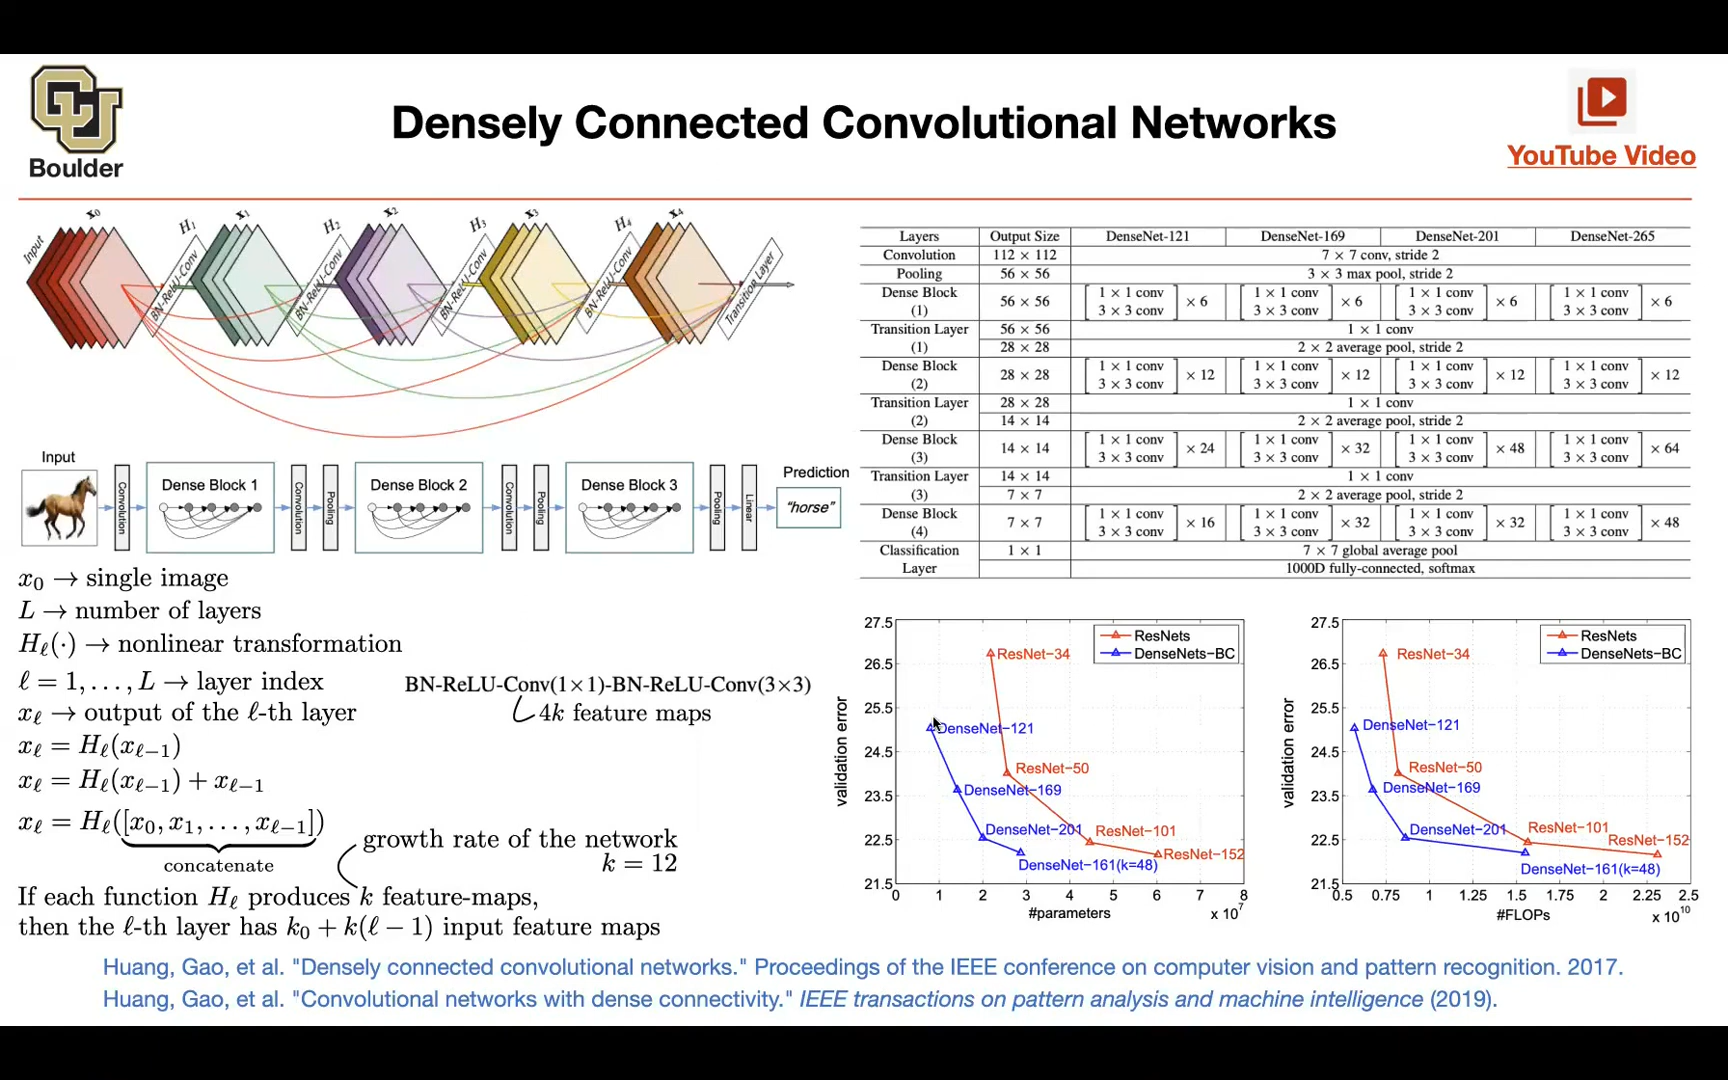 Boulder
Densely Connected Convolutional Networks
YouTube Video
Input
x₀
H₁
BN-ReLU-Conv
x₁
H₂
BN-ReLU-Conv
x₂
H₃
BN-ReLU-Conv
x₃
H₄
BN-ReLU-Conv
x₄
Transition Layer
Input
Convolution
Dense Block 1
Convolution
Pooling
Dense Block 2
Convolution
Pooling
Dense Block 3
Pooling
Linear
Prediction
"horse"
x₀ → single image
L → number of layers
Hℓ(·) → nonlinear transformation
ℓ = 1, . . . , L → layer index
xℓ → output of the ℓ-th layer
xℓ = Hℓ(xℓ₋₁)
xℓ = Hℓ(xℓ₋₁) + xℓ₋₁
xℓ = Hℓ([x₀, x₁, . . . , xℓ₋₁])
concatenate
BN-ReLU-Conv(1×1)-BN-ReLU-Conv(3×3)
4k feature maps
growth rate of the network
k = 12
If each function Hℓ produces k feature-maps,
then the ℓ-th layer has k₀ + k(ℓ − 1) input feature maps
Layers Output Size DenseNet-121 DenseNet-169 DenseNet-201 DenseNet-265
Convolution 112 × 112 7 × 7 conv, stride 2
Pooling 56 × 56 3 × 3 max pool, stride 2
Dense Block (1) 56 × 56 [1 × 1 conv 3 × 3 conv] × 6 [1 × 1 conv 3 × 3 conv] × 6 [1 × 1 conv 3 × 3 conv] × 6 [1 × 1 conv 3 × 3 conv] × 6
Transition Layer (1) 56 × 56 1 × 1 conv
28 × 28 2 × 2 average pool, stride 2
Dense Block (2) 28 × 28 [1 × 1 conv 3 × 3 conv] × 12 [1 × 1 conv 3 × 3 conv] × 12 [1 × 1 conv 3 × 3 conv] × 12 [1 × 1 conv 3 × 3 conv] × 12
Transition Layer (2) 28 × 28 1 × 1 conv
14 × 14 2 × 2 average pool, stride 2
Dense Block (3) 14 × 14 [1 × 1 conv 3 × 3 conv] × 24 [1 × 1 conv 3 × 3 conv] × 32 [1 × 1 conv 3 × 3 conv] × 48 [1 × 1 conv 3 × 3 conv] × 64
Transition Layer (3) 14 × 14 1 × 1 conv
7 × 7 2 × 2 average pool, stride 2
Dense Block (4) 7 × 7 [1 × 1 conv 3 × 3 conv] × 16 [1 × 1 conv 3 × 3 conv] × 32 [1 × 1 conv 3 × 3 conv] × 32 [1 × 1 conv 3 × 3 conv] × 48
Classification Layer 1 × 1 7 × 7 global average pool
1000D fully-connected, softmax
27.5
26.5
25.5
24.5
23.5
22.5
21.5
validation error
ResNets
DenseNets−BC
ResNet−34
DenseNet−121
ResNet−50
DenseNet−169
DenseNet−201
ResNet−101
ResNet−152
DenseNet−161(k=48)
0 1 2 3 4 5 6 7 8
#parameters
x 10⁷
27.5
26.5
25.5
24.5
23.5
22.5
21.5
validation error
ResNets
DenseNets−BC
ResNet−34
DenseNet−121
ResNet−50
DenseNet−169
DenseNet−201
ResNet−101
ResNet−152
DenseNet−161(k=48)
0.5 0.75 1 1.25 1.5 1.75 2 2.25 2.5
#FLOPs
x 10¹⁰
Huang, Gao, et al. "Densely connected convolutional networks." Proceedings of the IEEE conference on computer vision and pattern recognition. 2017.
Huang, Gao, et al. "Convolutional networks with dense connectivity." IEEE transactions on pattern analysis and machine intelligence (2019).